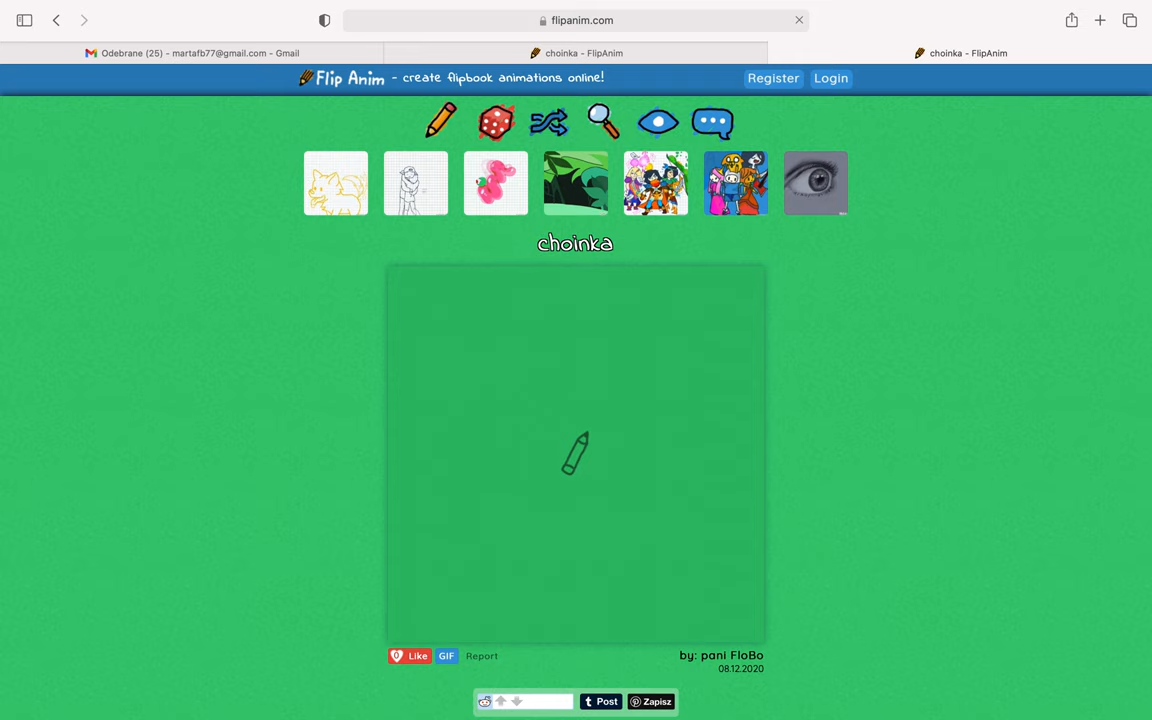 flipanim.com
Odebrane (25) - martafb77@gmail.com - Gmail
choinka - FlipAnim
choinka - FlipAnim
Flip Anim - create flipbook animations online!
Register
Login
choinka
0 Like
GIF
Report
by: pani FloBo
08.12.2020
t Post
Zapisz